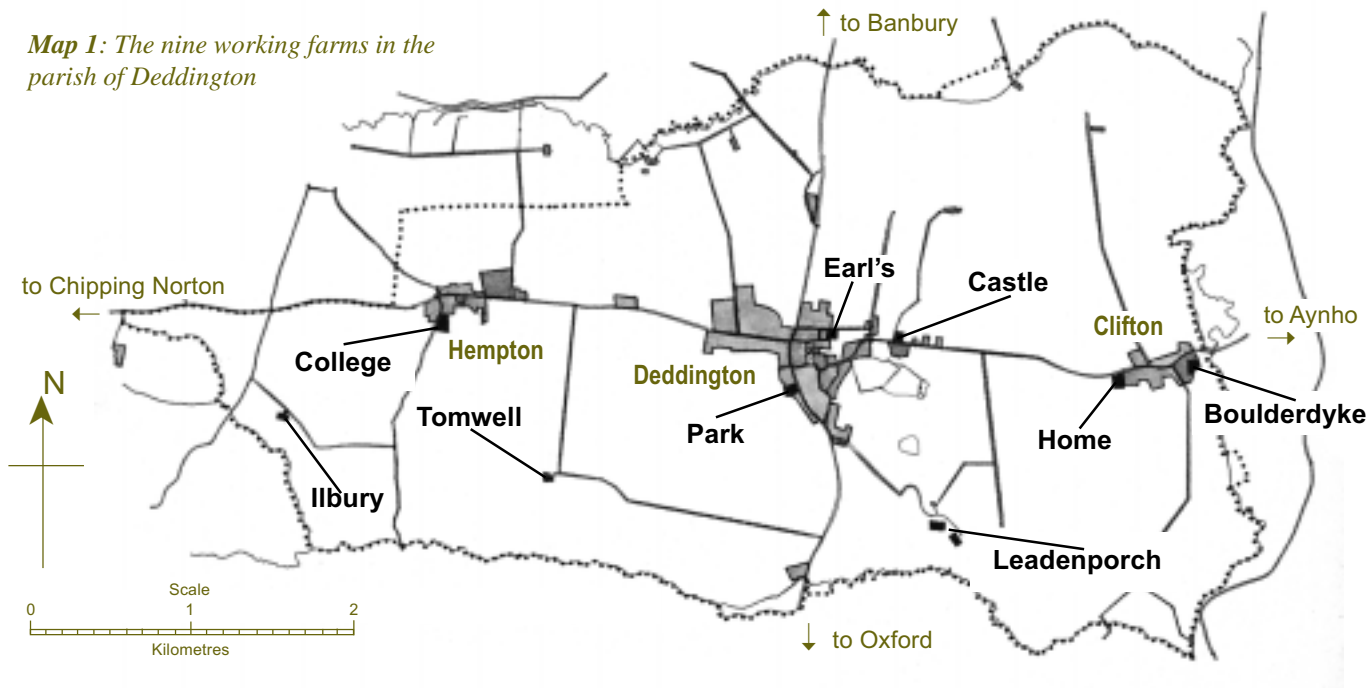 Map 1: The nine working farms in the
parish of Deddington
to Banbury
to Chipping Norton
Earl's
Castle
Clifton
to Aynho
College
Hempton
Deddington
N
Tomwell
Park
Home
Boulderdyke
Ilbury
Leadenporch
Scale
0 1 2
Kilometres
to Oxford